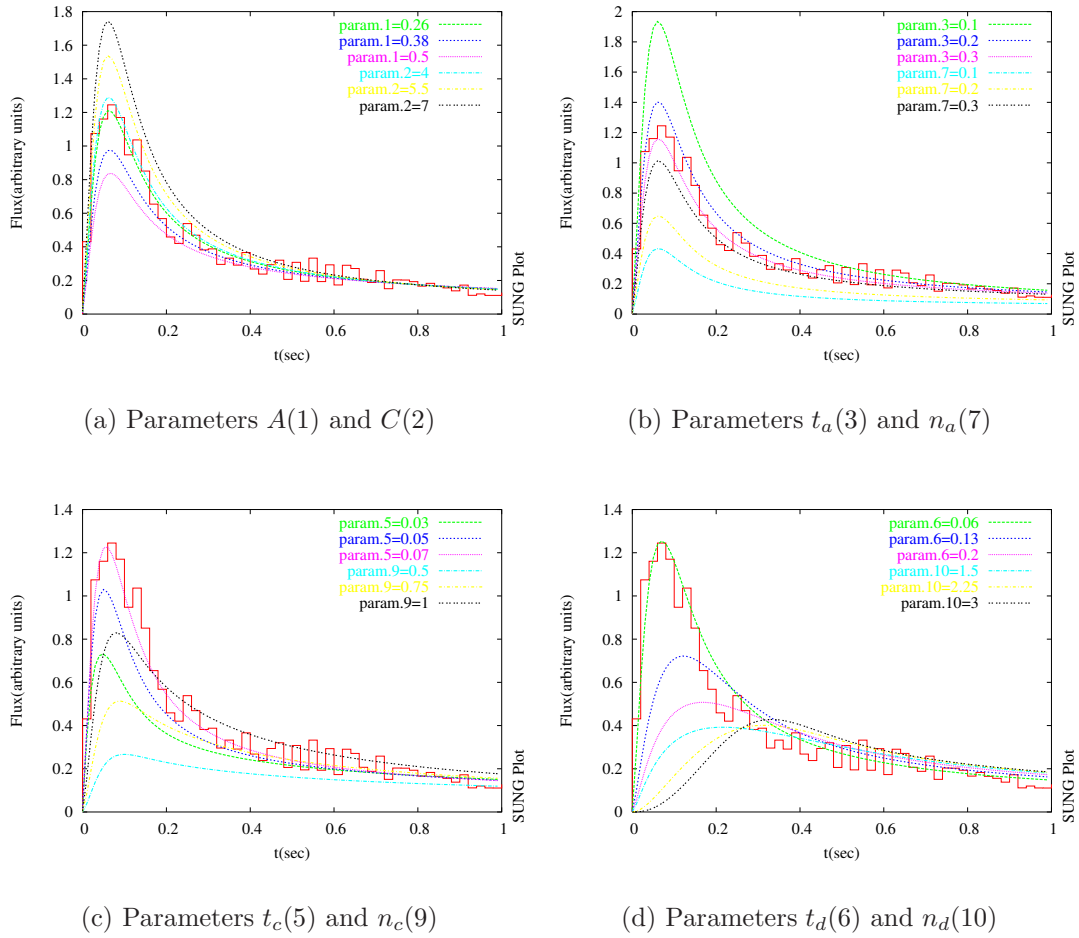 1.8
1.6
1.4
1.2
1
0.8
0.6
0.4
0.2
0
0
0.2
0.4
0.6
0.8
1
Flux(arbitrary units)
t(sec)
SUNG Plot
param.1=0.26
param.1=0.38
param.1=0.5
param.2=4
param.2=5.5
param.2=7
(a) Parameters A(1) and C(2)
2
1.8
1.6
1.4
1.2
1
0.8
0.6
0.4
0.2
0
0
0.2
0.4
0.6
0.8
1
Flux(arbitrary units)
t(sec)
SUNG Plot
param.3=0.1
param.3=0.2
param.3=0.3
param.7=0.1
param.7=0.2
param.7=0.3
(b) Parameters t_a(3) and n_a(7)
1.4
1.2
1
0.8
0.6
0.4
0.2
0
0
0.2
0.4
0.6
0.8
1
Flux(arbitrary units)
t(sec)
SUNG Plot
param.5=0.03
param.5=0.05
param.5=0.07
param.9=0.5
param.9=0.75
param.9=1
(c) Parameters t_c(5) and n_c(9)
1.4
1.2
1
0.8
0.6
0.4
0.2
0
0
0.2
0.4
0.6
0.8
1
Flux(arbitrary units)
t(sec)
SUNG Plot
param.6=0.06
param.6=0.13
param.6=0.2
param.10=1.5
param.10=2.25
param.10=3
(d) Parameters t_d(6) and n_d(10)